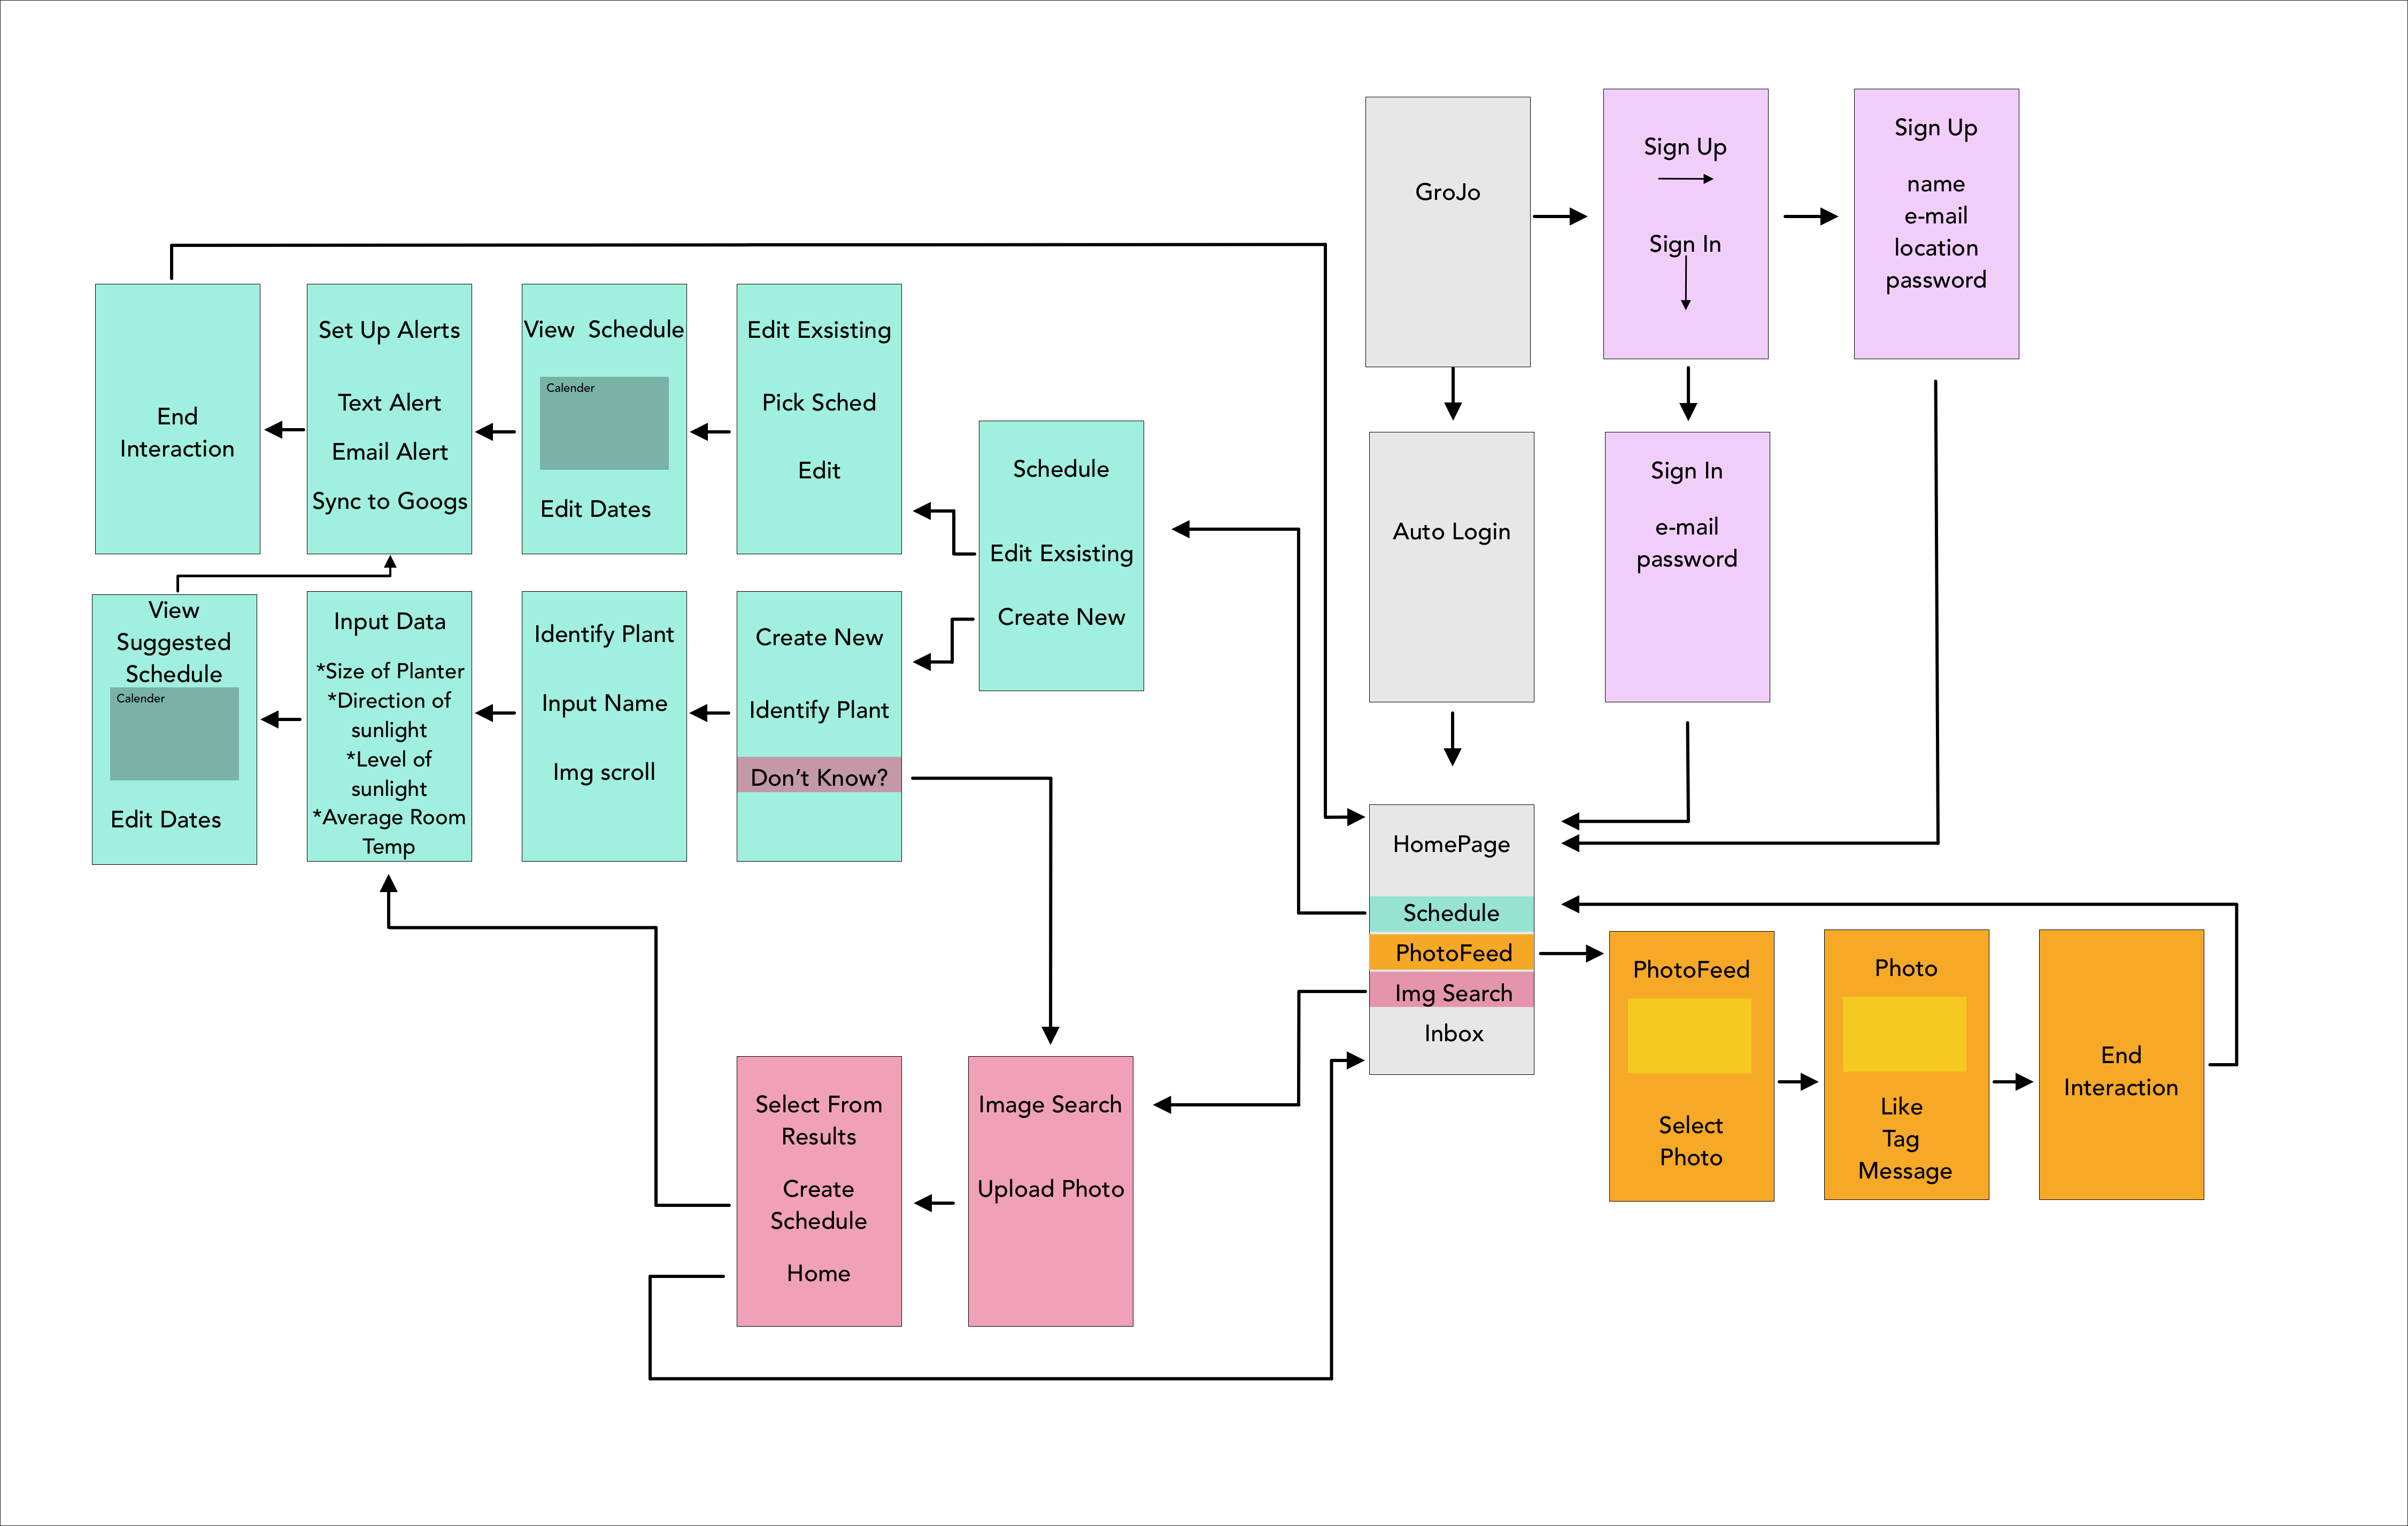 GroJo
Sign Up
Sign In
Sign Up
name
e-mail
location
password
Auto Login
Sign In
e-mail
password
End
Interaction
Set Up Alerts
Text Alert
Email Alert
Sync to Googs
View  Schedule
Calender
Edit Dates
Edit Exsisting
Pick Sched
Edit
Schedule
Edit Exsisting
Create New
View
Suggested
Schedule
Calender
Edit Dates
Input Data
*Size of Planter
*Direction of
sunlight
*Level of
sunlight
*Average Room
Temp
Identify Plant
Input Name
Img scroll
Create New
Identify Plant
Don’t Know?
HomePage
Schedule
PhotoFeed
Img Search
Inbox
PhotoFeed
Select
Photo
Photo
Like
Tag
Message
End
Interaction
Select From
Results
Create
Schedule
Home
Image Search
Upload Photo